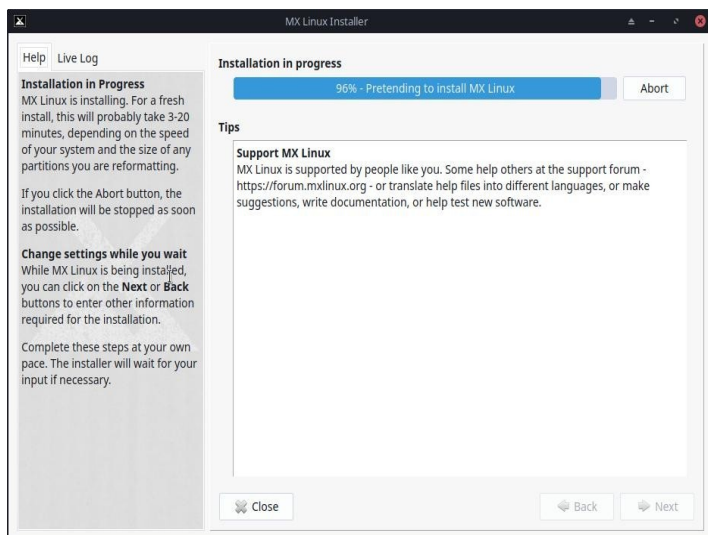 MX Linux Installer
Help Live Log
Installation in Progress
MX Linux is installing. For a fresh
install, this will probably take 3-20
minutes, depending on the speed
of your system and the size of any
partitions you are reformatting.
If you click the Abort button, the
installation will be stopped as soon
as possible.
Change settings while you wait
While MX Linux is being installed,
you can click on the Next or Back
buttons to enter other information
required for the installation.
Complete these steps at your own
pace. The installer will wait for your
input if necessary.
Installation in progress
96% - Pretending to install MX Linux Abort
Tips
Support MX Linux
MX Linux is supported by people like you. Some help others at the support forum -
https://forum.mxlinux.org - or translate help files into different languages, or make
suggestions, write documentation, or help test new software.
Close Back Next